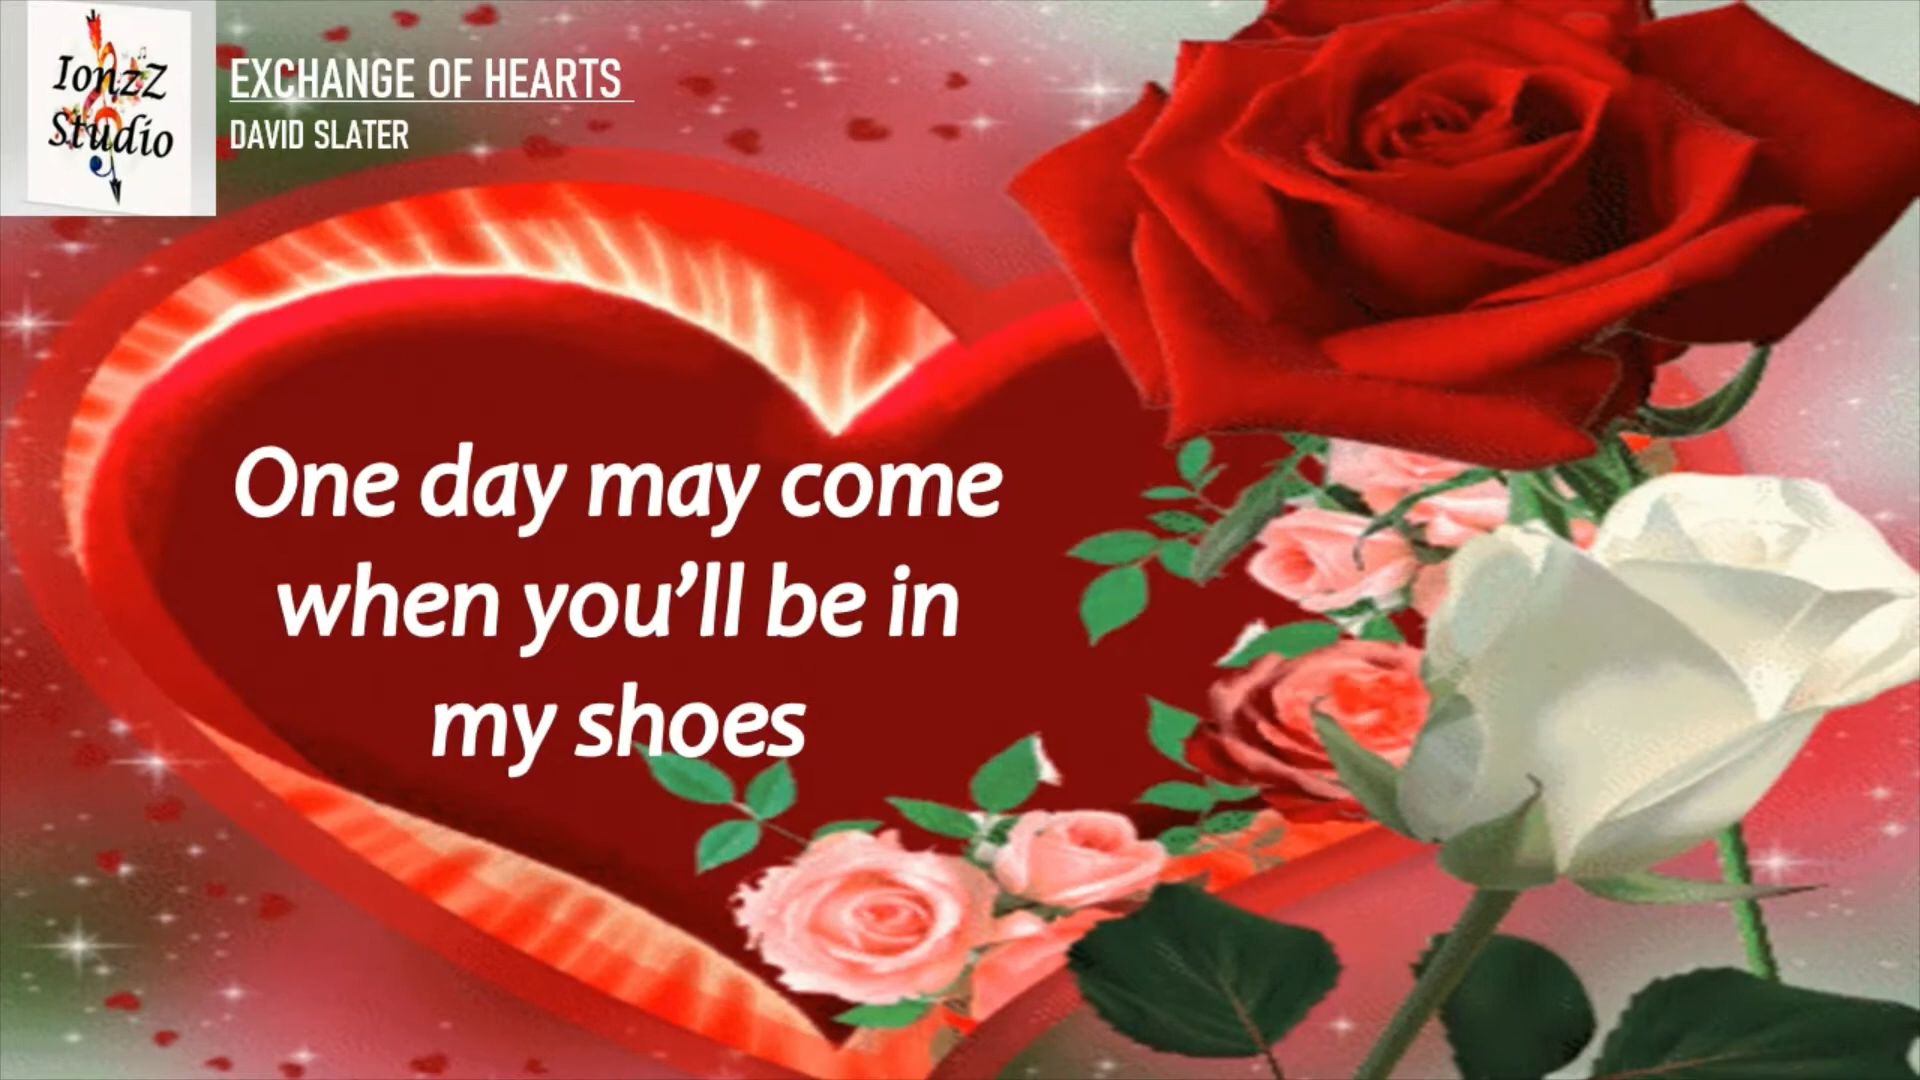 IonzZ
Studio
EXCHANGE OF HEARTS
DAVID SLATER
One day may come
when you’ll be in
my shoes